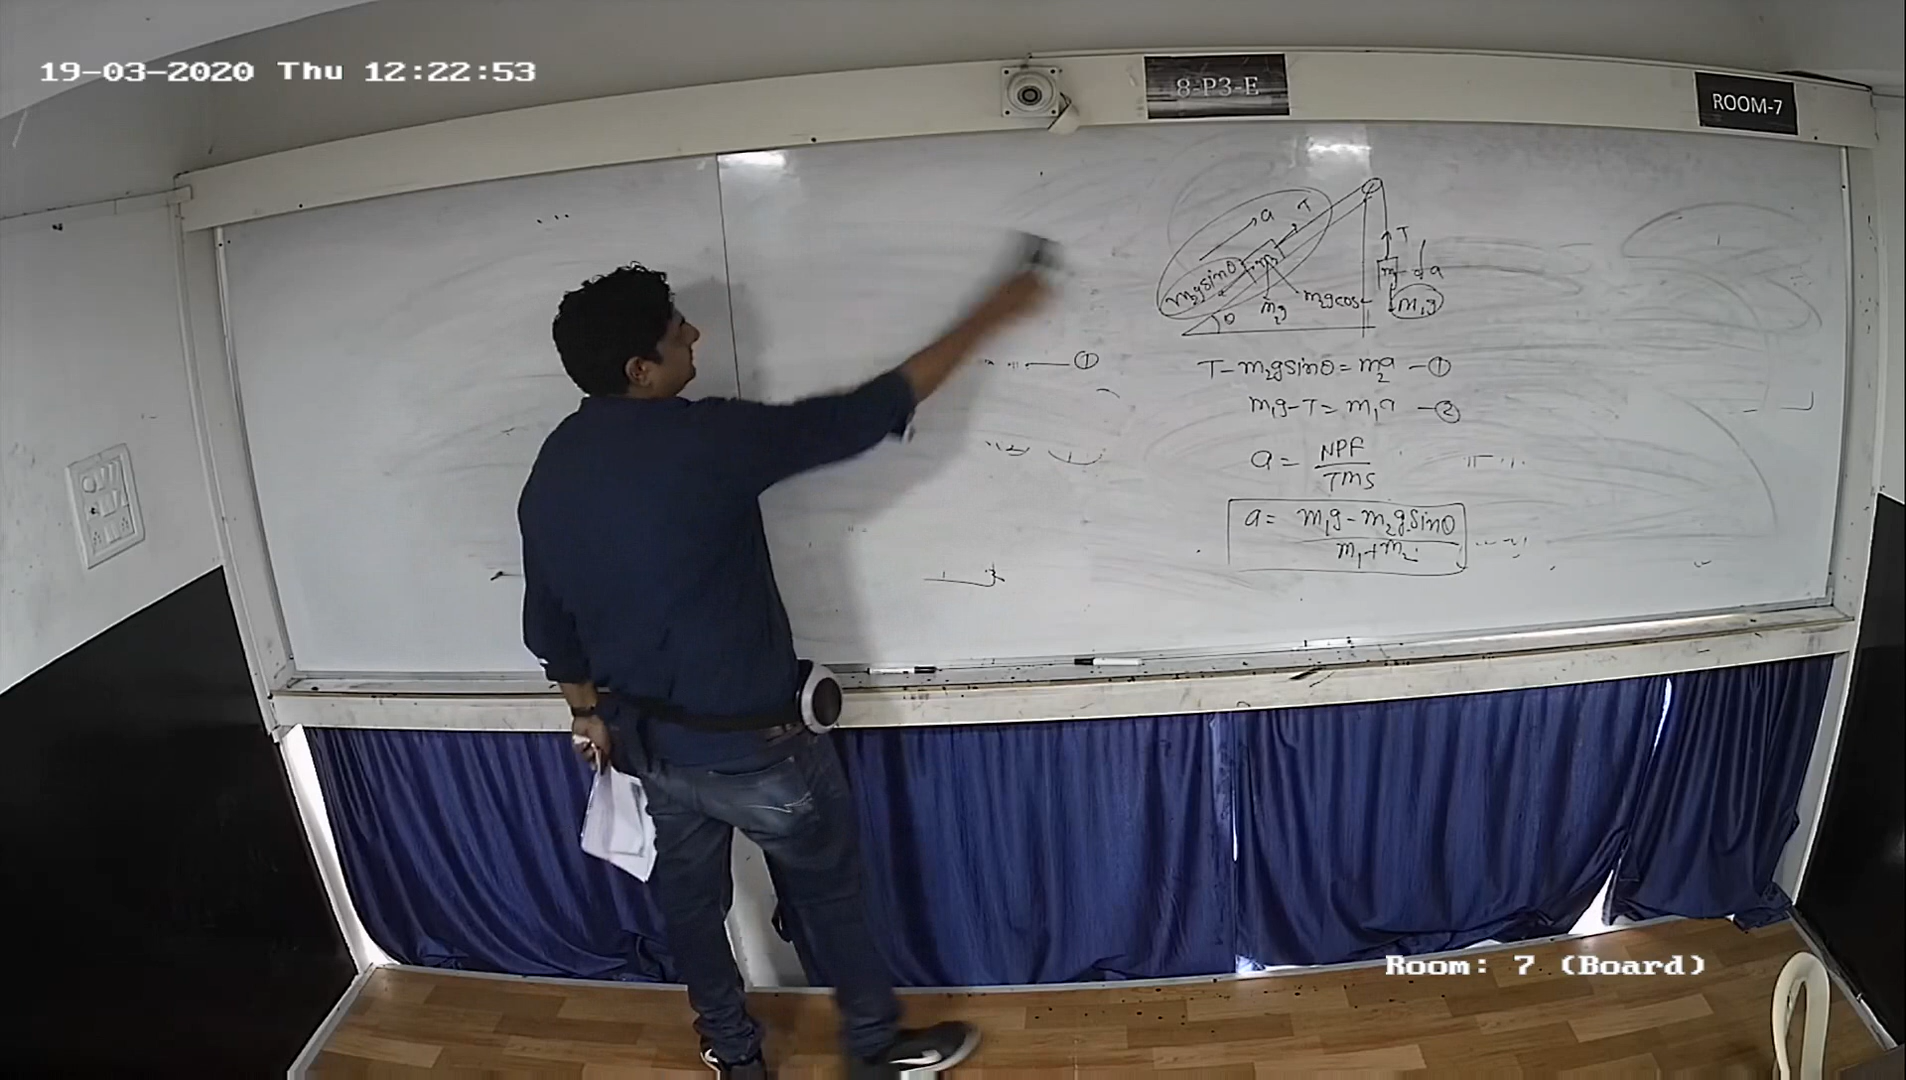 19-03-2020 Thu 12:22:53
8-P3-E
ROOM-7
a
T
m₂gsinθ
m₂
θ
m₂g
m₂gcos
T
m
a
m₁g
①
T-m₂gsinθ=m₂a -①
m₁g-T=m₁a -②
a= NPF/TMS
a= m₁g-m₂gsinθ/m₁+m₂
Room: 7 (Board)